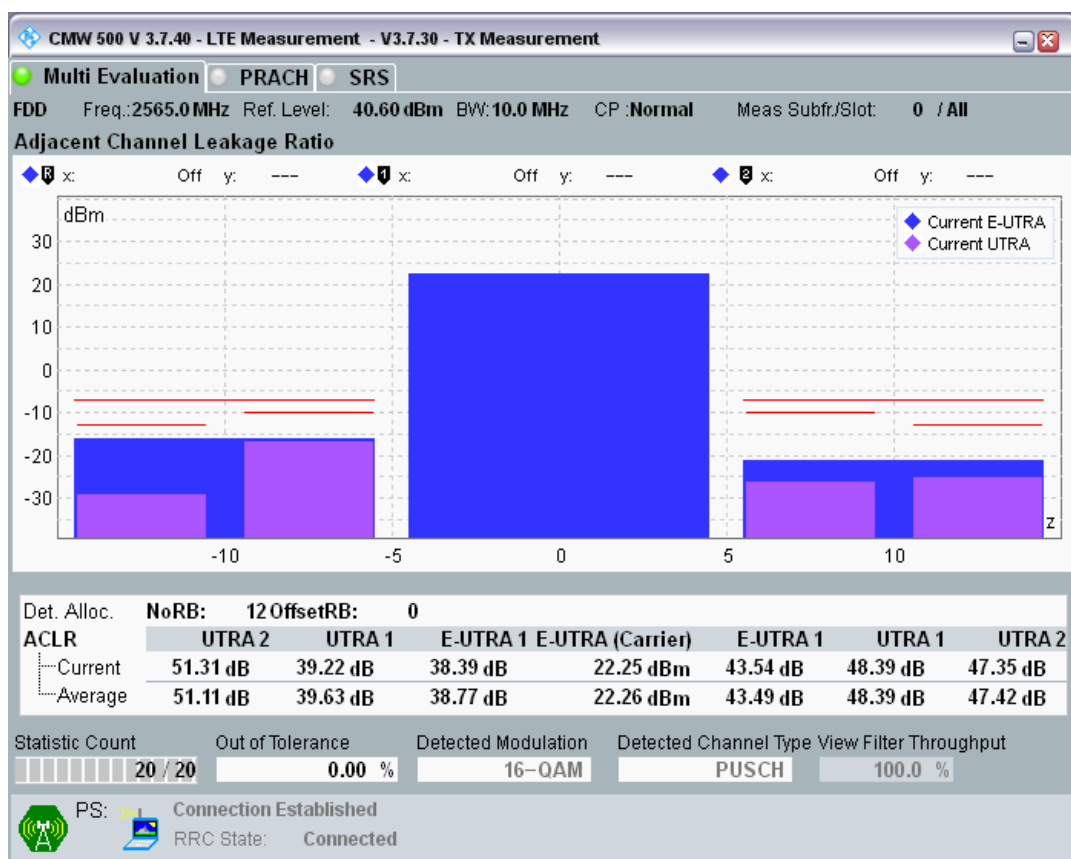 CMW 500 V 3.7.40 - LTE Measurement - V3.7.30 - TX Measurement
Multi Evaluation PRACH SRS
FDD Freq.:2565.0 MHz Ref. Level: 40.60 dBm BW:10.0 MHz CP :Normal Meas Subfr./Slot: 0 / All
Adjacent Channel Leakage Ratio
R x: Off y: --- 1 x: Off y: --- 2 x: Off y: ---
dBm
Current E-UTRA
Current UTRA
30
20
10
0
-10
-20
-30
z
-10 -5 0 5 10
Det. Alloc. NoRB: 12 OffsetRB: 0
ACLR UTRA 2 UTRA 1 E-UTRA 1 E-UTRA (Carrier) E-UTRA 1 UTRA 1 UTRA 2
Current 51.31 dB 39.22 dB 38.39 dB 22.25 dBm 43.54 dB 48.39 dB 47.35 dB
Average 51.11 dB 39.63 dB 38.77 dB 22.26 dBm 43.49 dB 48.39 dB 47.42 dB
Statistic Count Out of Tolerance Detected Modulation Detected Channel Type View Filter Throughput
20 / 20 0.00 % 16-QAM PUSCH 100.0 %
PS: Connection Established
RRC State: Connected